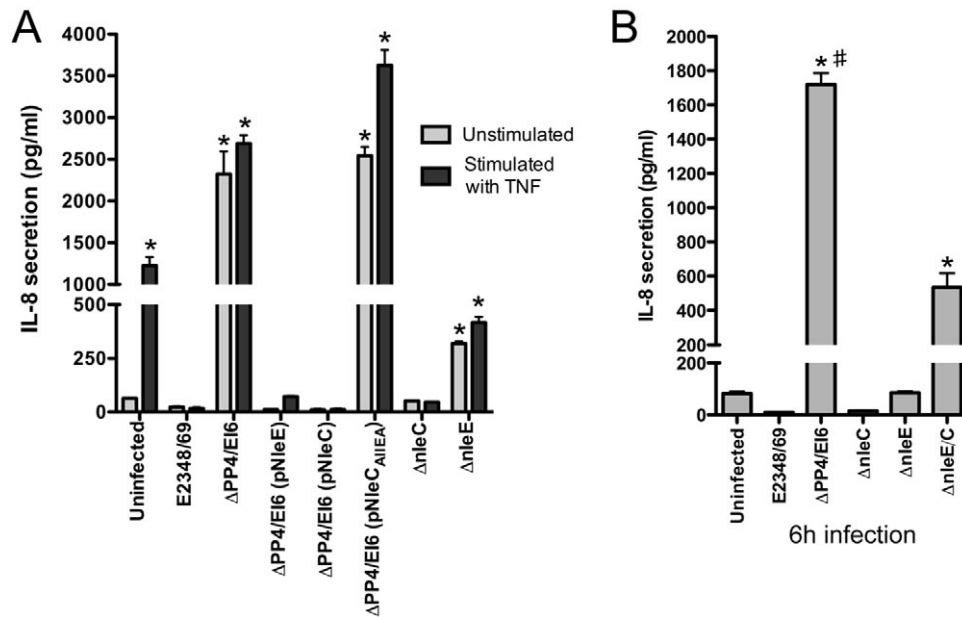 A
IL-8 secretion (pg/ml)
4000
3500
3000
2500
2000
1500
1000
500
250
0
* * * * * * *
Unstimulated
Stimulated
with TNF
Uninfected
E2348/69
ΔPP4/EI6
ΔPP4/EI6 (pNleE)
ΔPP4/EI6 (pNleC)
ΔPP4/EI6 (pNleCAIIEA)
ΔnleC
ΔnleE
B
IL-8 secretion (pg/ml)
2000
1800
1600
1400
1200
1000
800
600
400
200
200
100
0
* #
*
Uninfected
E2348/69
ΔPP4/EI6
ΔnleC
ΔnleE
ΔnleE/C
6h infection